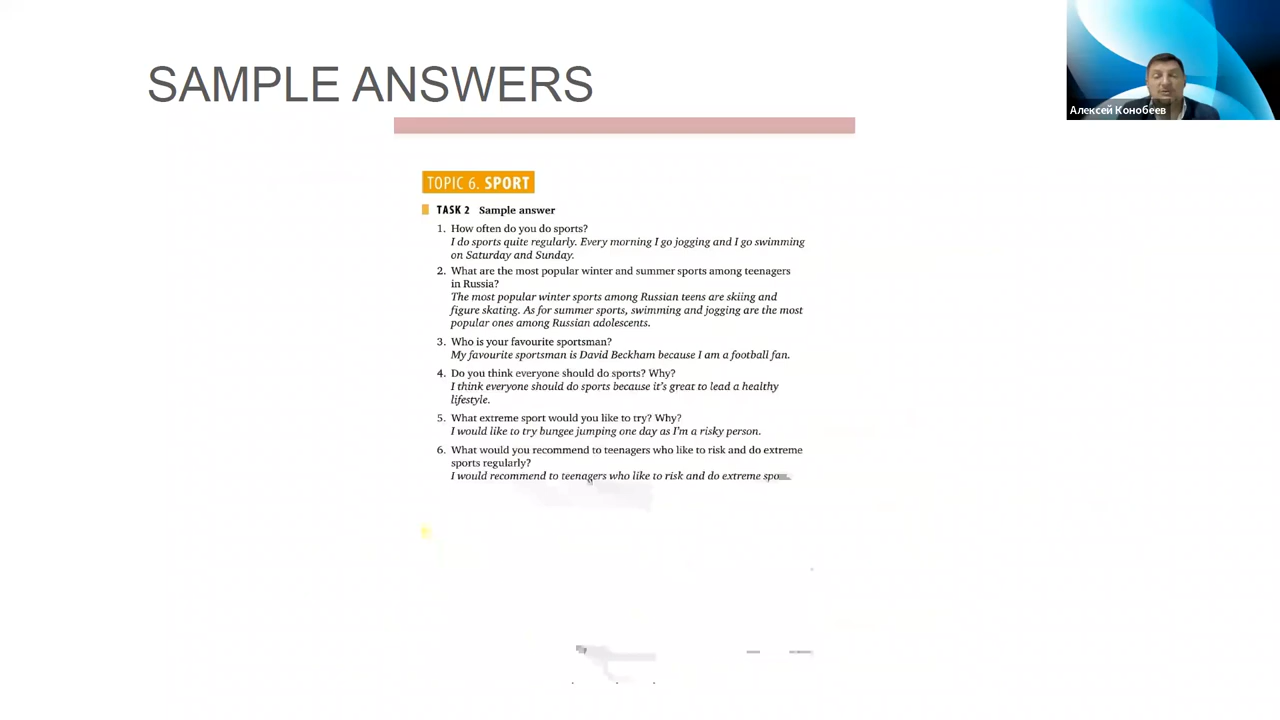 SAMPLE ANSWERS
Алексей Конобеев
TOPIC 6. SPORT
TASK 2 Sample answer
1. How often do you do sports?
I do sports quite regularly. Every morning I go jogging and I go swimming
on Saturday and Sunday.
2. What are the most popular winter and summer sports among teenagers
in Russia?
The most popular winter sports among Russian teens are skiing and
figure skating. As for summer sports, swimming and jogging are the most
popular ones among Russian adolescents.
3. Who is your favourite sportsman?
My favourite sportsman is David Beckham because I am a football fan.
4. Do you think everyone should do sports? Why?
I think everyone should do sports because it's great to lead a healthy
lifestyle.
5. What extreme sport would you like to try? Why?
I would like to try bungee jumping one day as I'm a risky person.
6. What would you recommend to teenagers who like to risk and do extreme
sports regularly?
I would recommend to teenagers who like to risk and do extreme